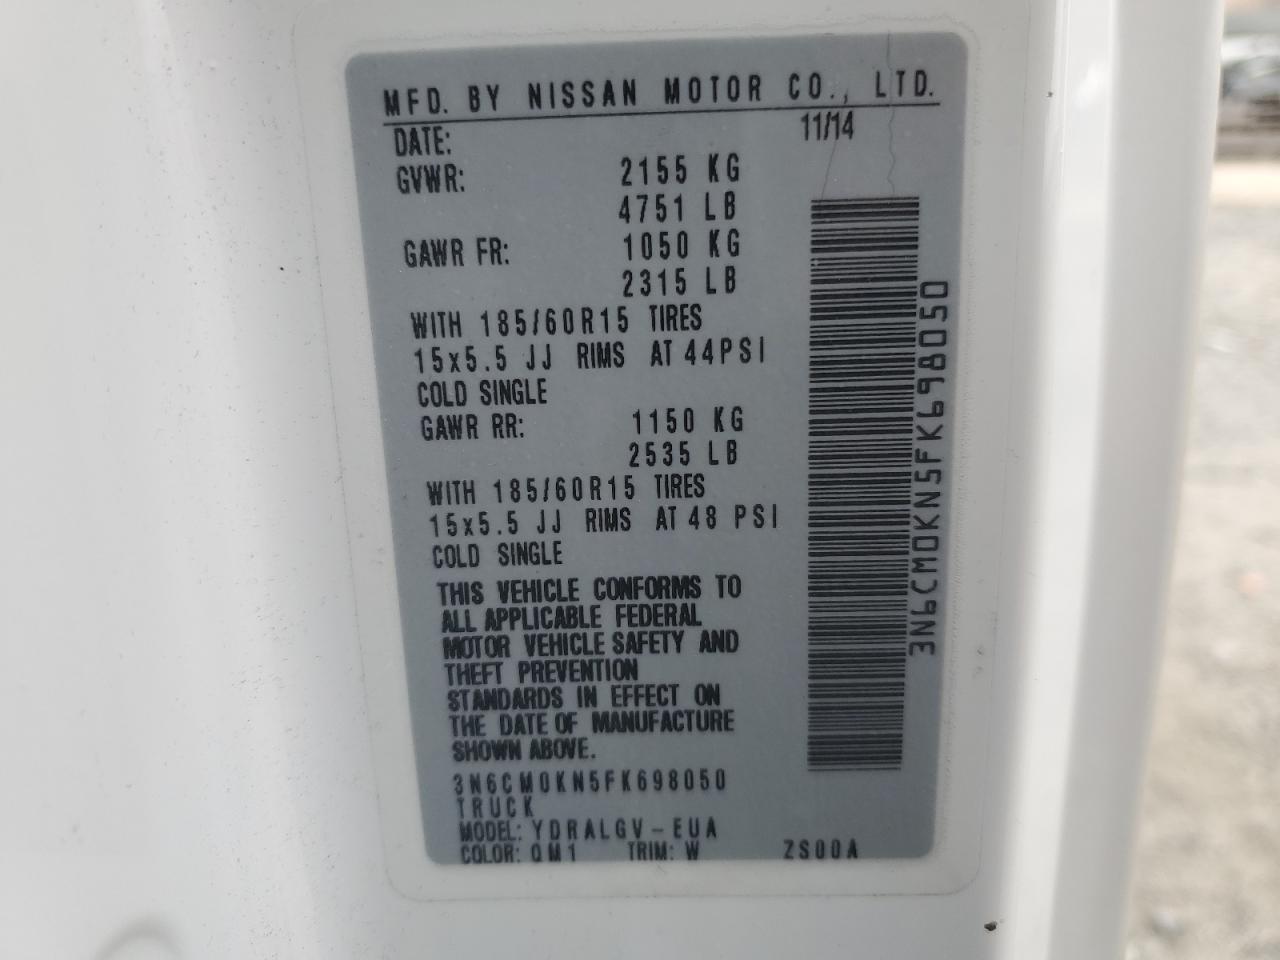 MFD. BY NISSAN MOTOR CO., LTD.
DATE: 11/14
GVWR: 2155 KG
4751 LB
GAWR FR: 1050 KG
2315 LB
WITH 185/60R15 TIRES
15x5.5 JJ RIMS AT 44PSI
COLD SINGLE
GAWR RR: 1150 KG
2535 LB
WITH 185/60R15 TIRES
15x5.5 JJ RIMS AT 48 PSI
COLD SINGLE
THIS VEHICLE CONFORMS TO
ALL APPLICABLE FEDERAL
MOTOR VEHICLE SAFETY AND
THEFT PREVENTION
STANDARDS IN EFFECT ON
THE DATE OF MANUFACTURE
SHOWN ABOVE.
3N6CM0KN5FK698050
TRUCK
MODEL: YDRALGV-EUA
COLOR: QM1 TRIM: W ZS00A
3N6CM0KN5FK698050